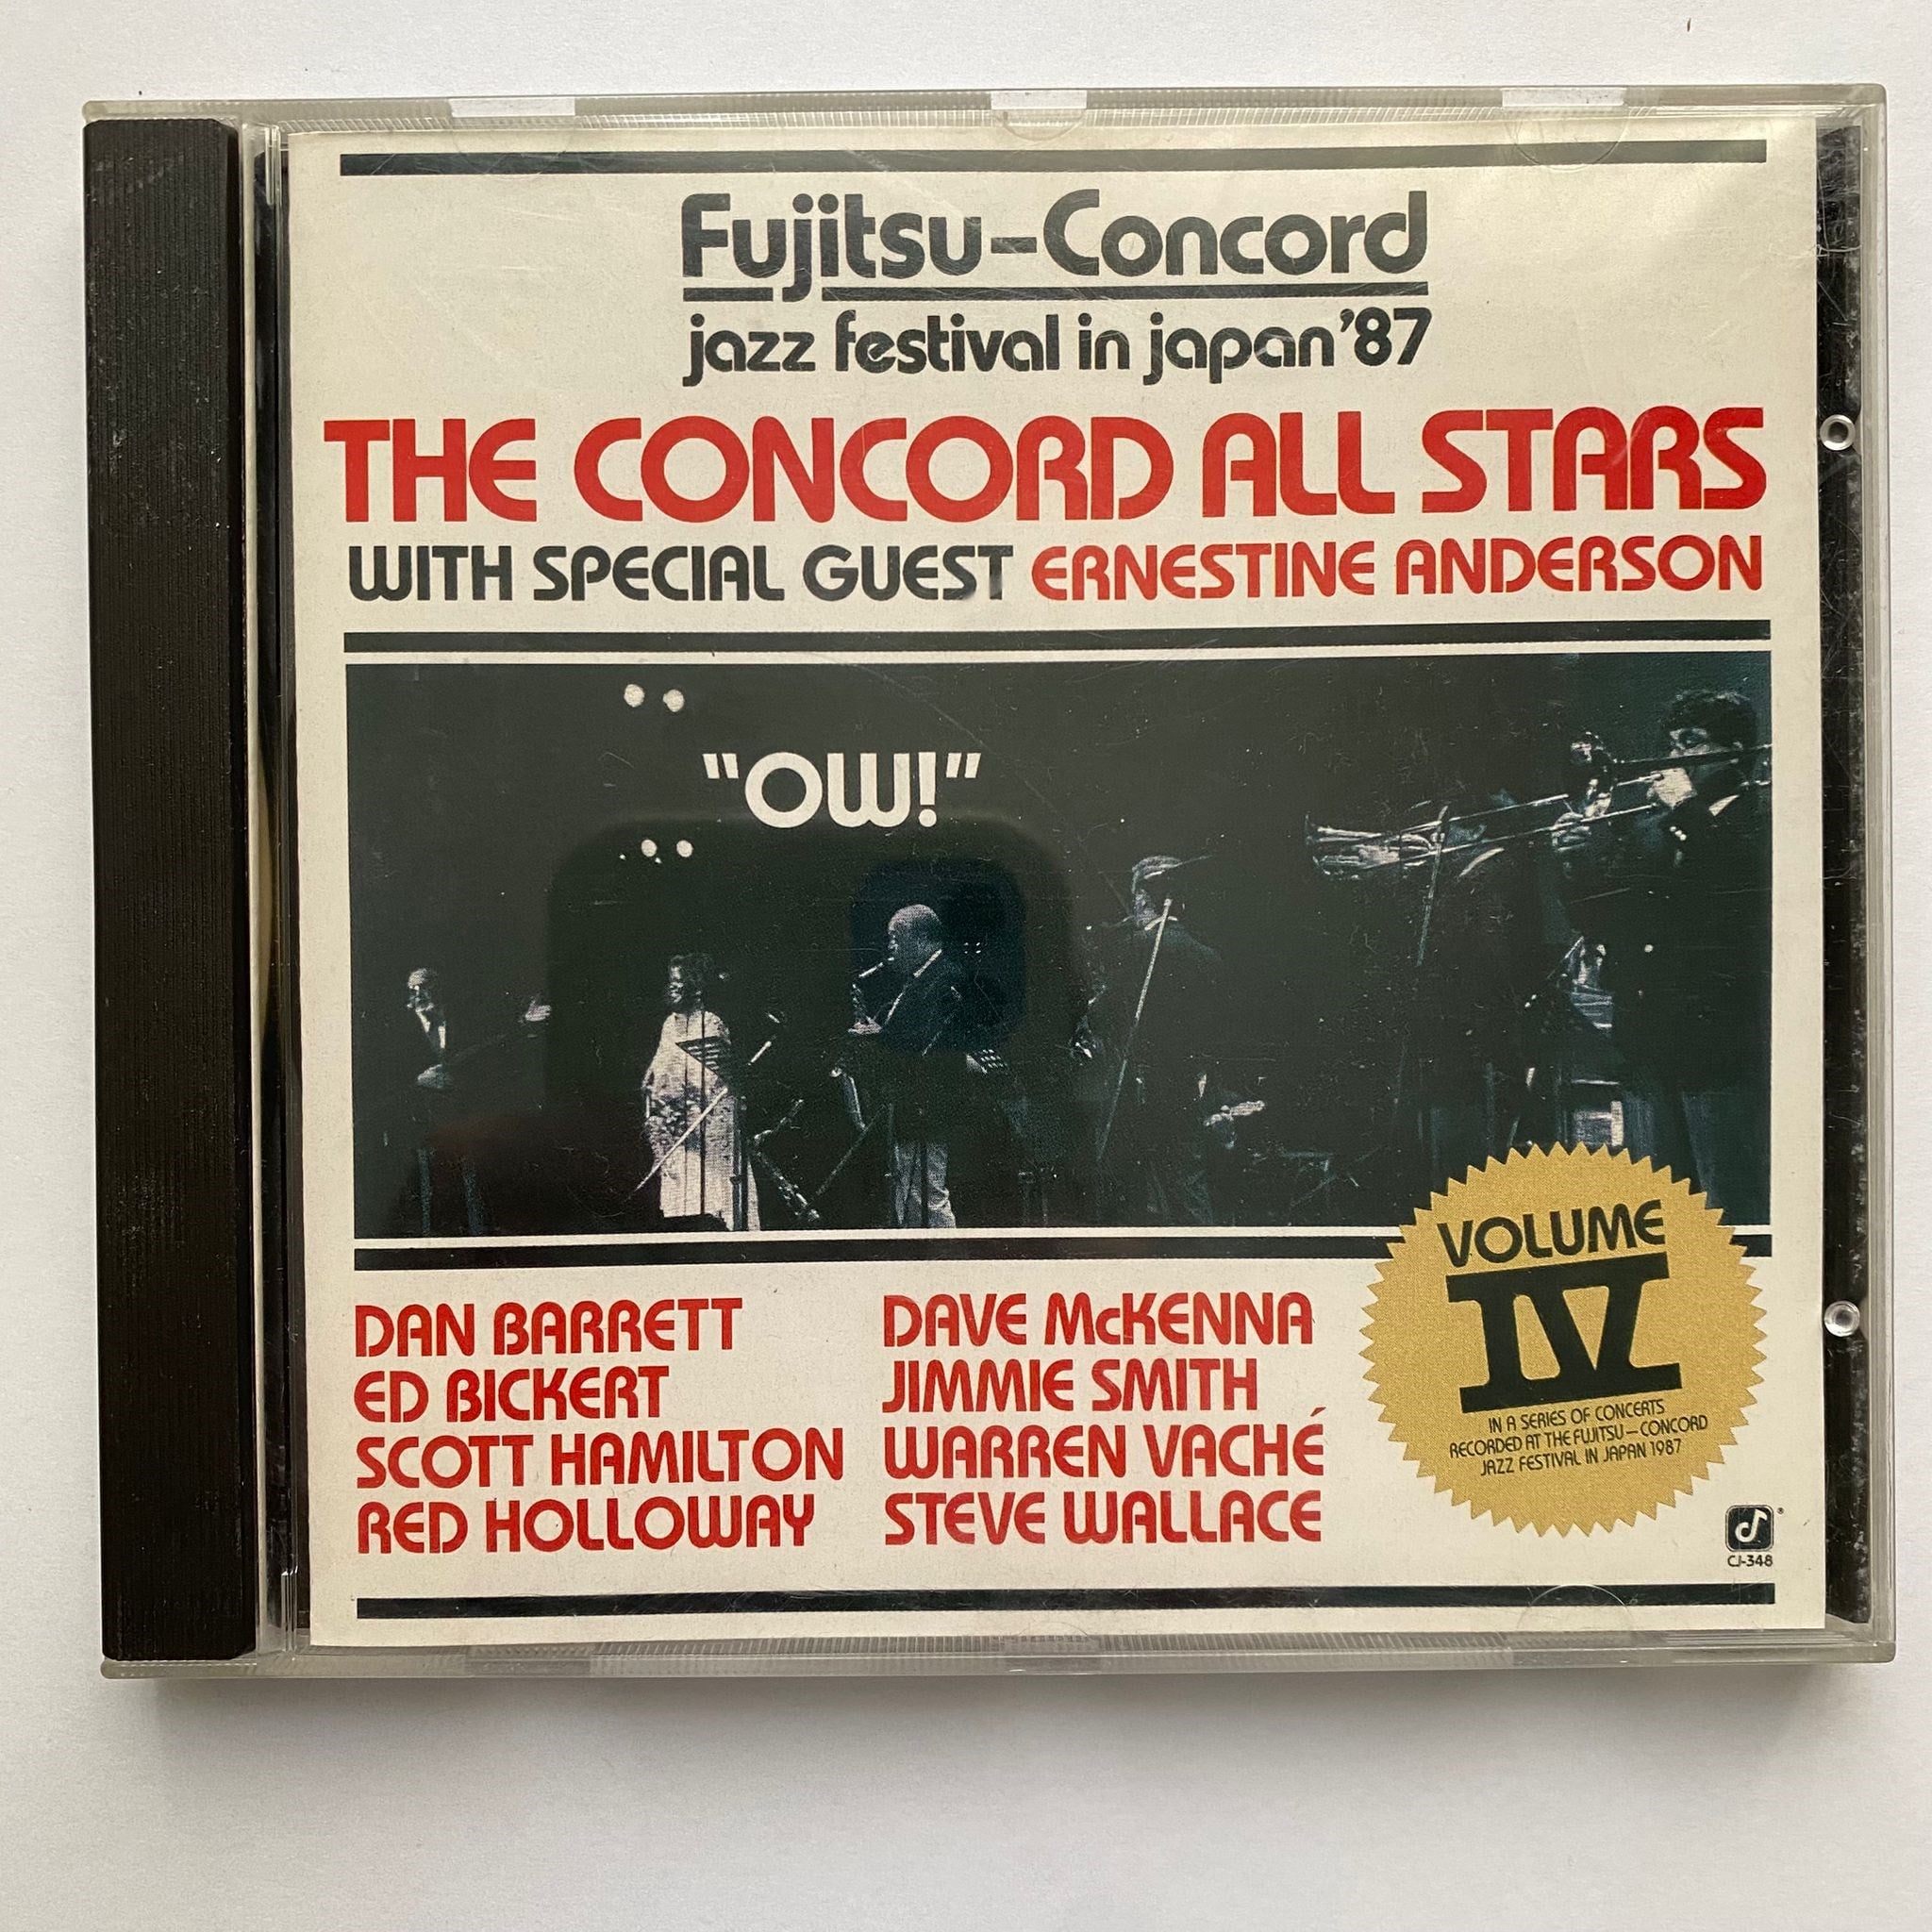 Fujitsu–Concord
jazz festival in japan '87
THE CONCORD ALL STARS
WITH SPECIAL GUEST ERNESTINE ANDERSON
"OW!"
DAN BARRETT
ED BICKERT
SCOTT HAMILTON
RED HOLLOWAY
DAVE McKENNA
JIMMIE SMITH
WARREN VACHÉ
STEVE WALLACE
VOLUME
IV
IN A SERIES OF CONCERTS
RECORDED AT THE FUJITSU–CONCORD
JAZZ FESTIVAL IN JAPAN 1987
®
CJ-348